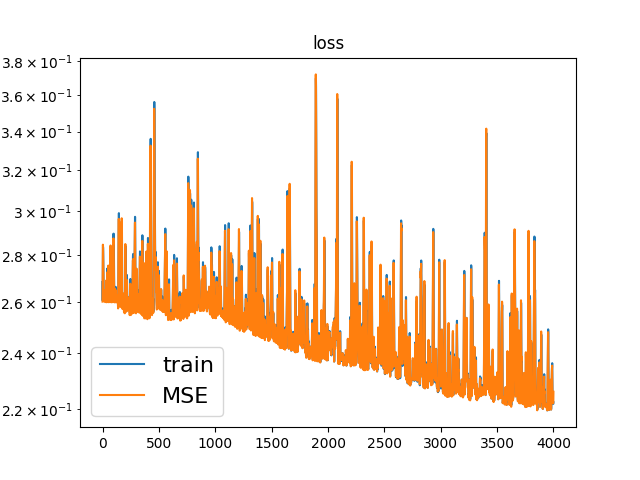 loss
3.8 × 10⁻¹
3.6 × 10⁻¹
3.4 × 10⁻¹
3.2 × 10⁻¹
3 × 10⁻¹
2.8 × 10⁻¹
2.6 × 10⁻¹
2.4 × 10⁻¹
2.2 × 10⁻¹
train
MSE
0 500 1000 1500 2000 2500 3000 3500 4000